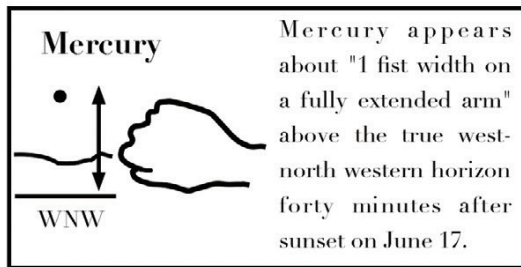 Mercury
WNW
Mercury appears
about "1 fist width on
a fully extended arm"
above the true west-
north western horizon
forty minutes after
sunset on June 17.